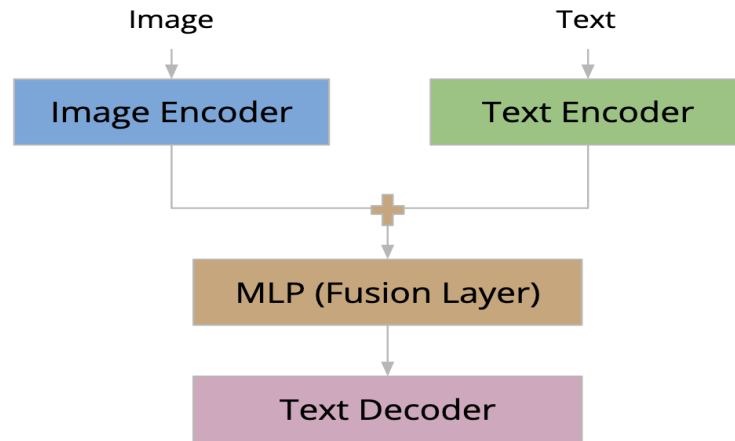 Image
Text
Image Encoder
Text Encoder
MLP (Fusion Layer)
Text Decoder